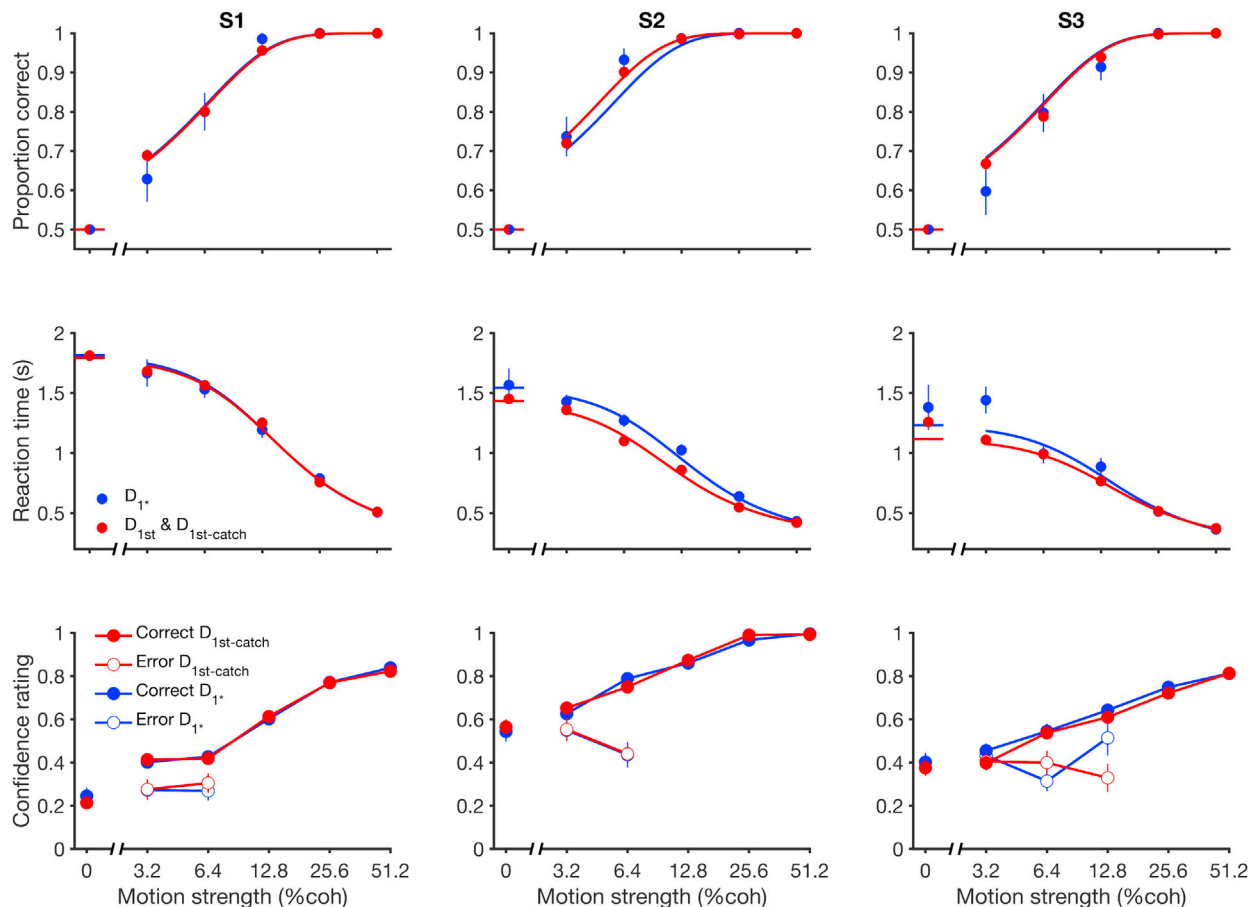 S1 S2 S3
Proportion correct
1 1 1
0.9 0.9 0.9
0.8 0.8 0.8
0.7 0.7 0.7
0.6 0.6 0.6
0.5 0.5 0.5
Reaction time (s)
2 2 2
1.5 1.5 1.5
1 1 1
0.5 0.5 0.5
D1*
D1st & D1st-catch
Confidence rating
1 1 1
0.8 0.8 0.8
0.6 0.6 0.6
0.4 0.4 0.4
0.2 0.2 0.2
0 0 0
Correct D1st-catch
Error D1st-catch
Correct D1*
Error D1*
0 3.2 6.4 12.8 25.6 51.2 0 3.2 6.4 12.8 25.6 51.2 0 3.2 6.4 12.8 25.6 51.2
Motion strength (%coh) Motion strength (%coh) Motion strength (%coh)